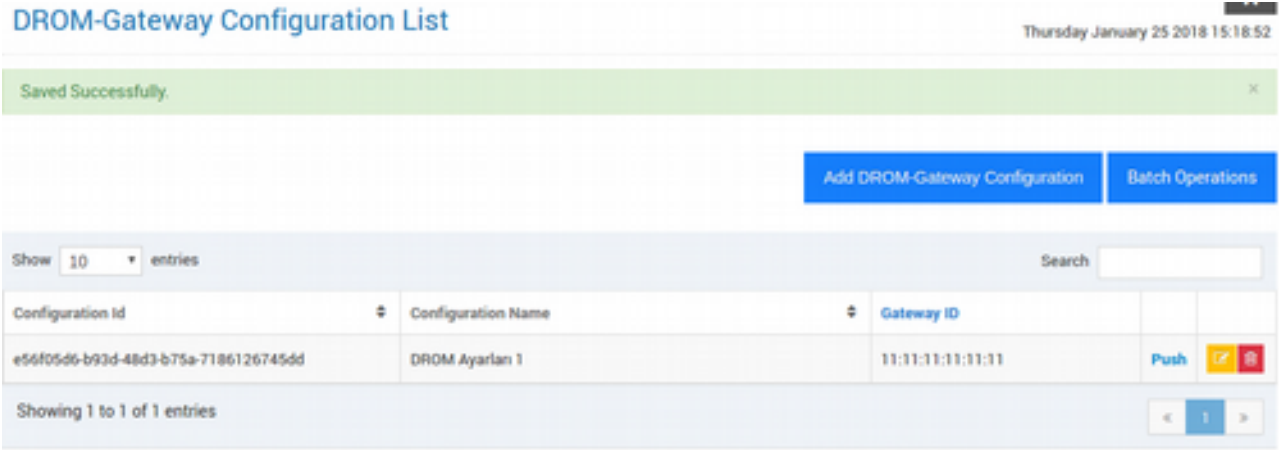 DROM-Gateway Configuration List
Thursday January 25 2018 15:18:52
Saved Successfully. ×
Add DROM-Gateway Configuration Batch Operations
Show 10 entries Search
Configuration Id Configuration Name Gateway ID
e56f05d6-b93d-48d3-b75a-7186126745dd DROM Ayarları 1 11:11:11:11:11:11 Push
Showing 1 to 1 of 1 entries « 1 »